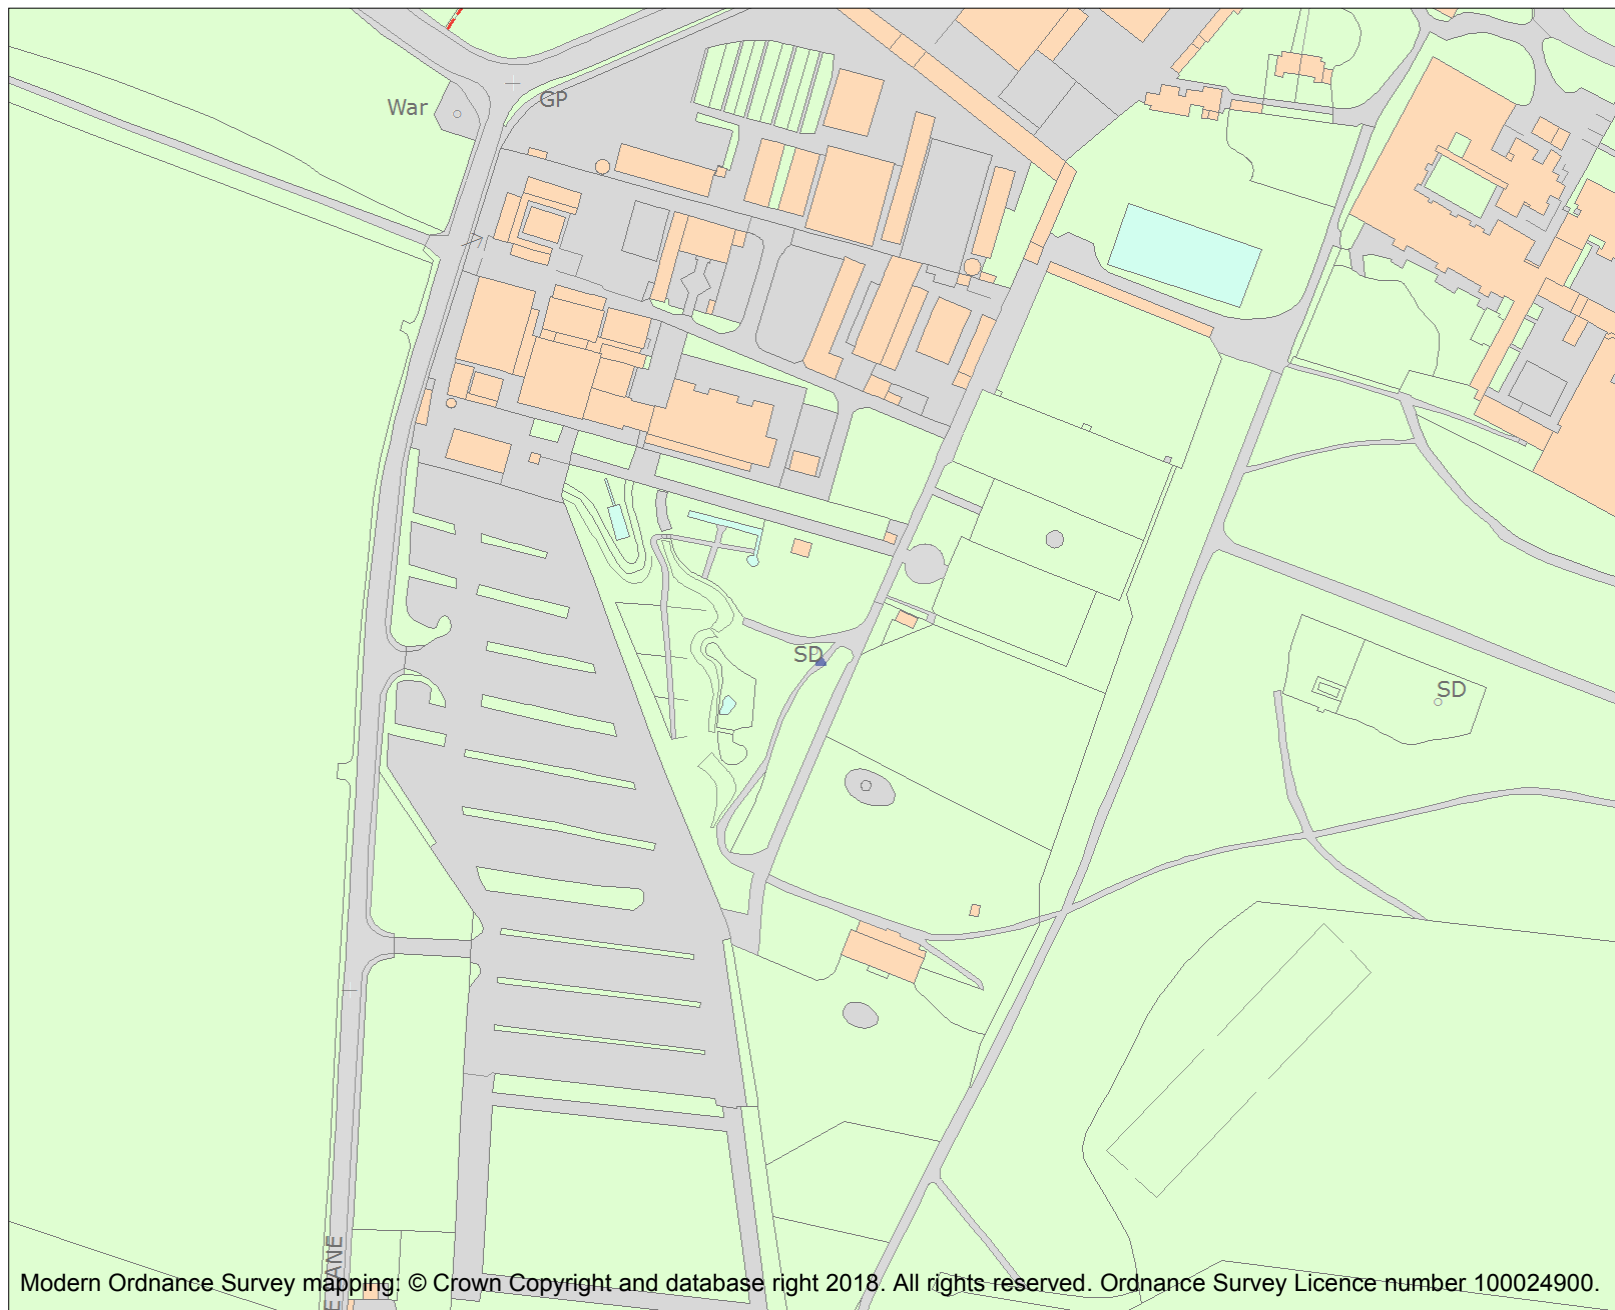 War
GP
SD
SD
E LANE
Modern Ordnance Survey mapping: © Crown Copyright and database right 2018. All rights reserved. Ordnance Survey Licence number 100024900.